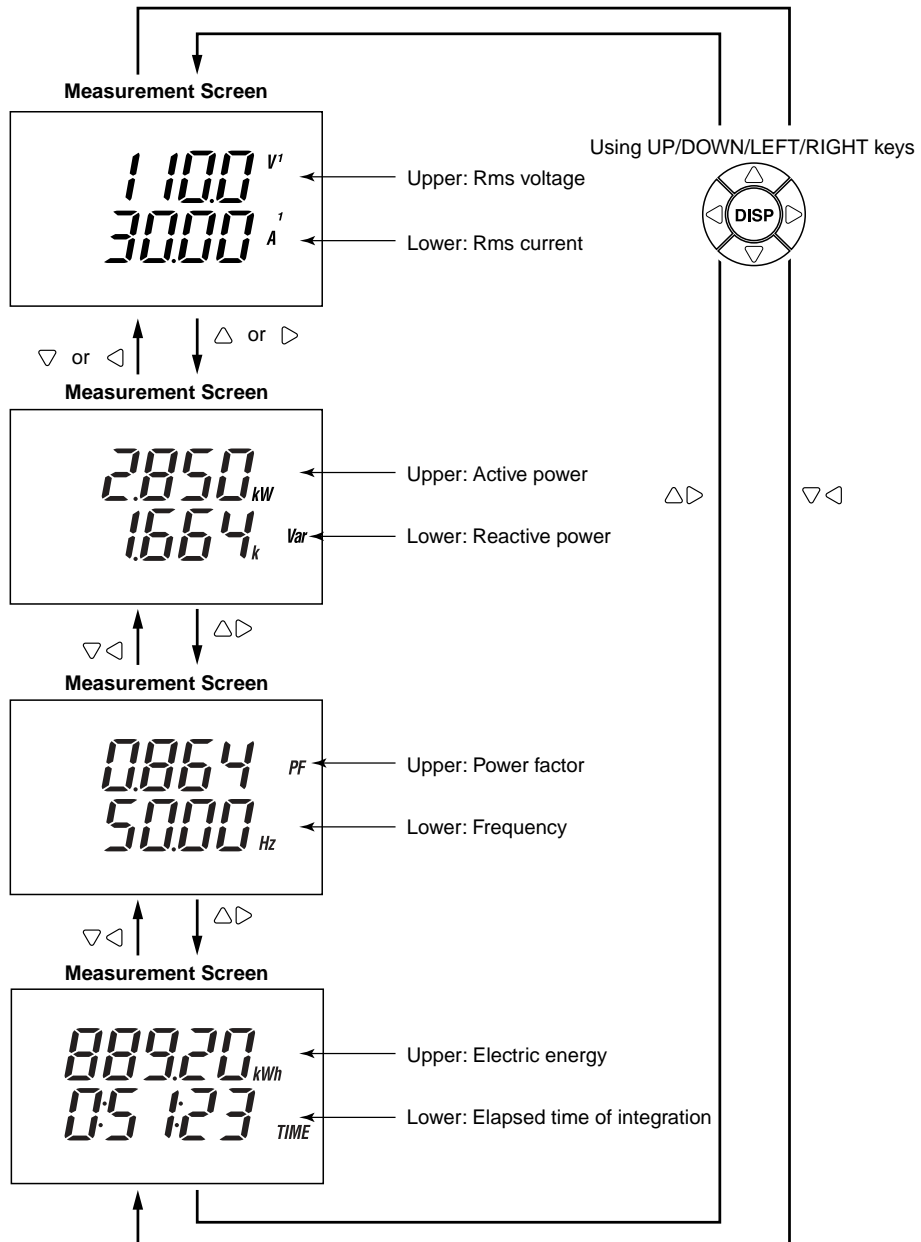 Measurement Screen
Using UP/DOWN/LEFT/RIGHT keys
DISP
110.0 V1
Upper: Rms voltage
30.00 A1
Lower: Rms current
▽ or ◁
△ or ▷
Measurement Screen
2.850 kW
Upper: Active power
1.664 k Var
Lower: Reactive power
△▷
▽◁
▽◁
△▷
Measurement Screen
0.864 PF
Upper: Power factor
50.00 Hz
Lower: Frequency
▽◁
△▷
Measurement Screen
889.20 kWh
Upper: Electric energy
0:51:23 TIME
Lower: Elapsed time of integration